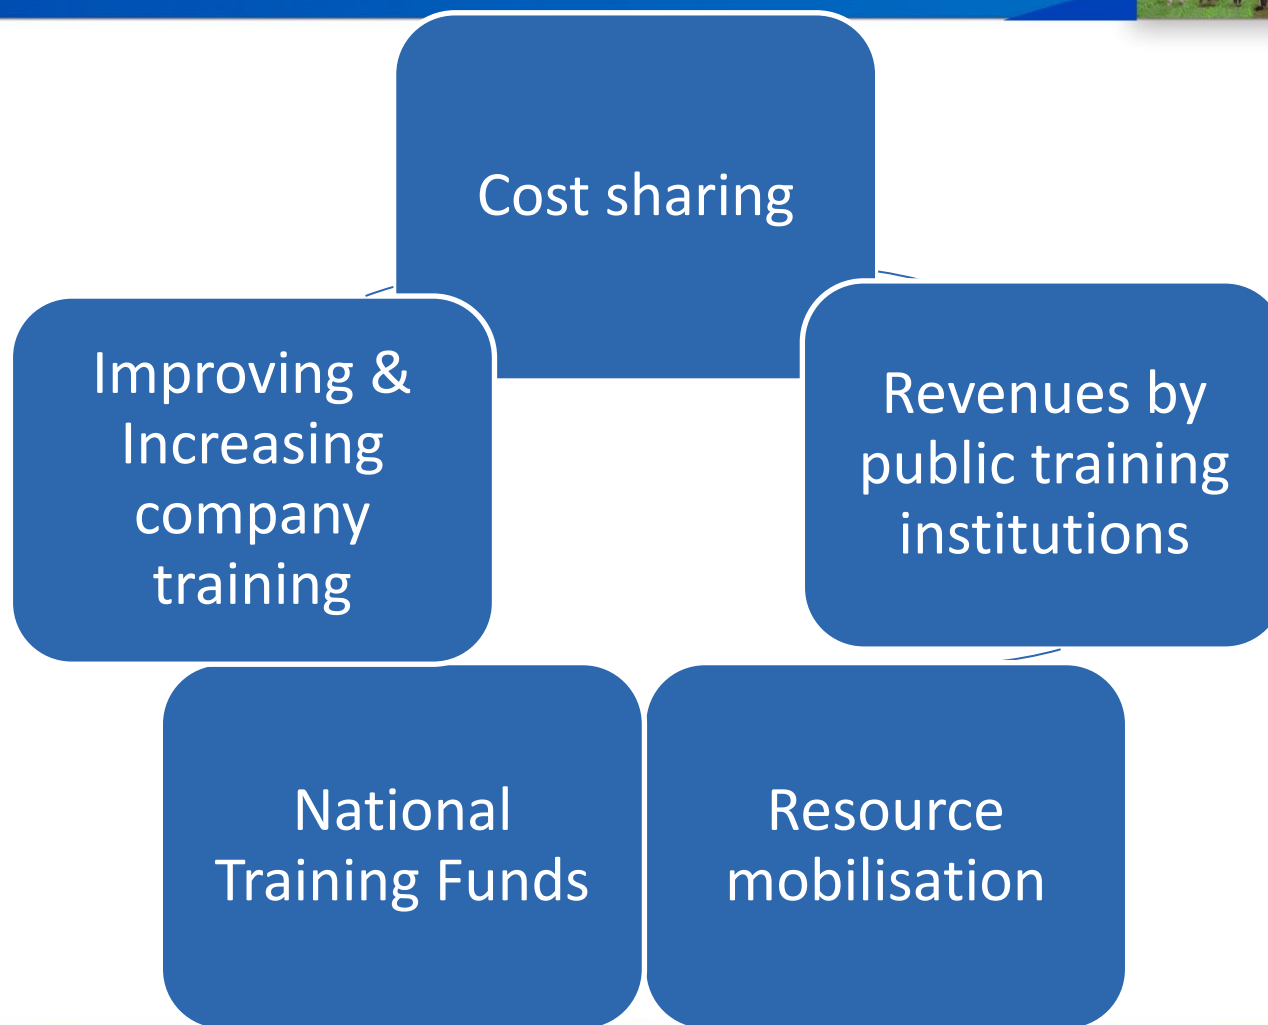 Cost sharing
Improving &
Increasing
company
training
Revenues by
public training
institutions
National
Training Funds
Resource
mobilisation